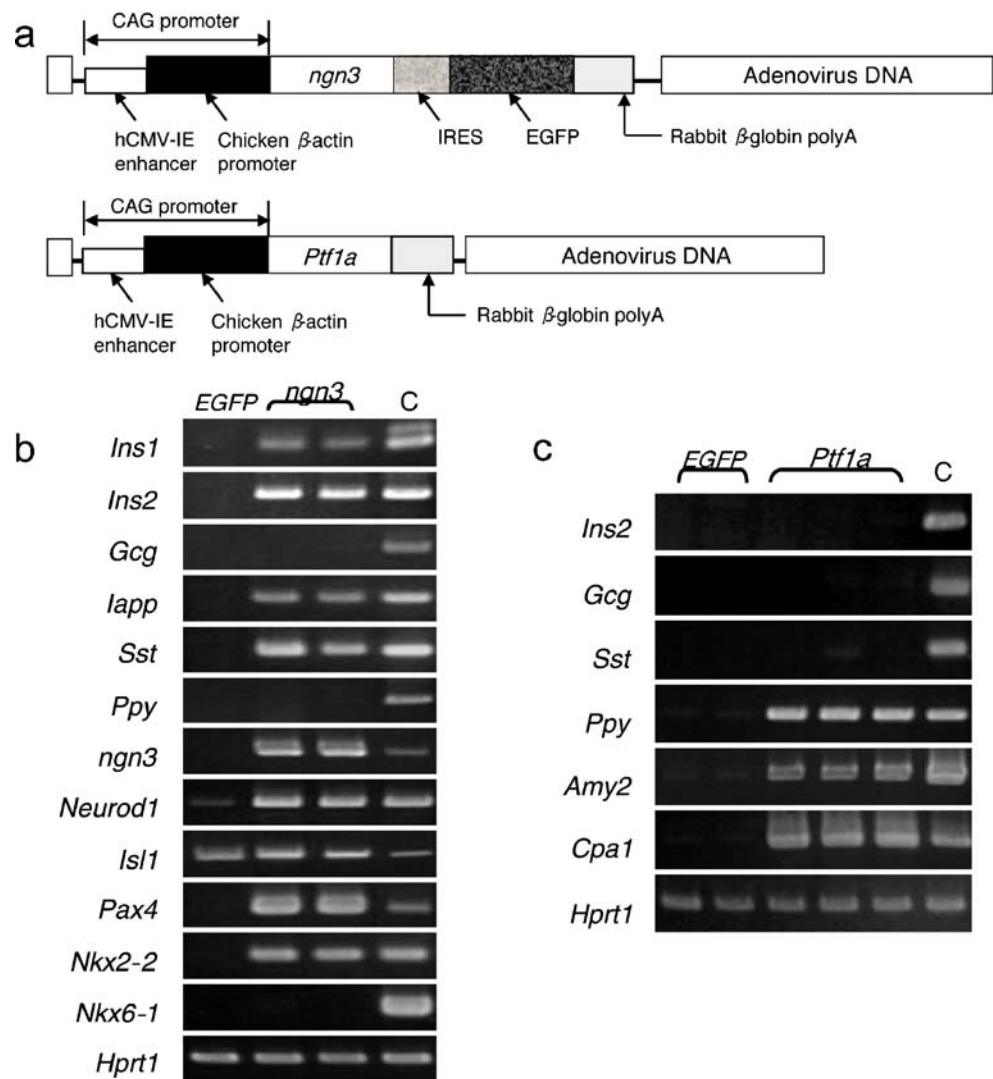 a
CAG promoter
ngn3
Adenovirus DNA
hCMV-IE
enhancer
Chicken β-actin
promoter
IRES
EGFP
Rabbit β-globin polyA
CAG promoter
Ptf1a
Adenovirus DNA
hCMV-IE
enhancer
Chicken β-actin
promoter
Rabbit β-globin polyA
b
EGFP ngn3 C
Ins1
Ins2
Gcg
Iapp
Sst
Ppy
ngn3
Neurod1
Isl1
Pax4
Nkx2-2
Nkx6-1
Hprt1
c
EGFP Ptf1a C
Ins2
Gcg
Sst
Ppy
Amy2
Cpa1
Hprt1